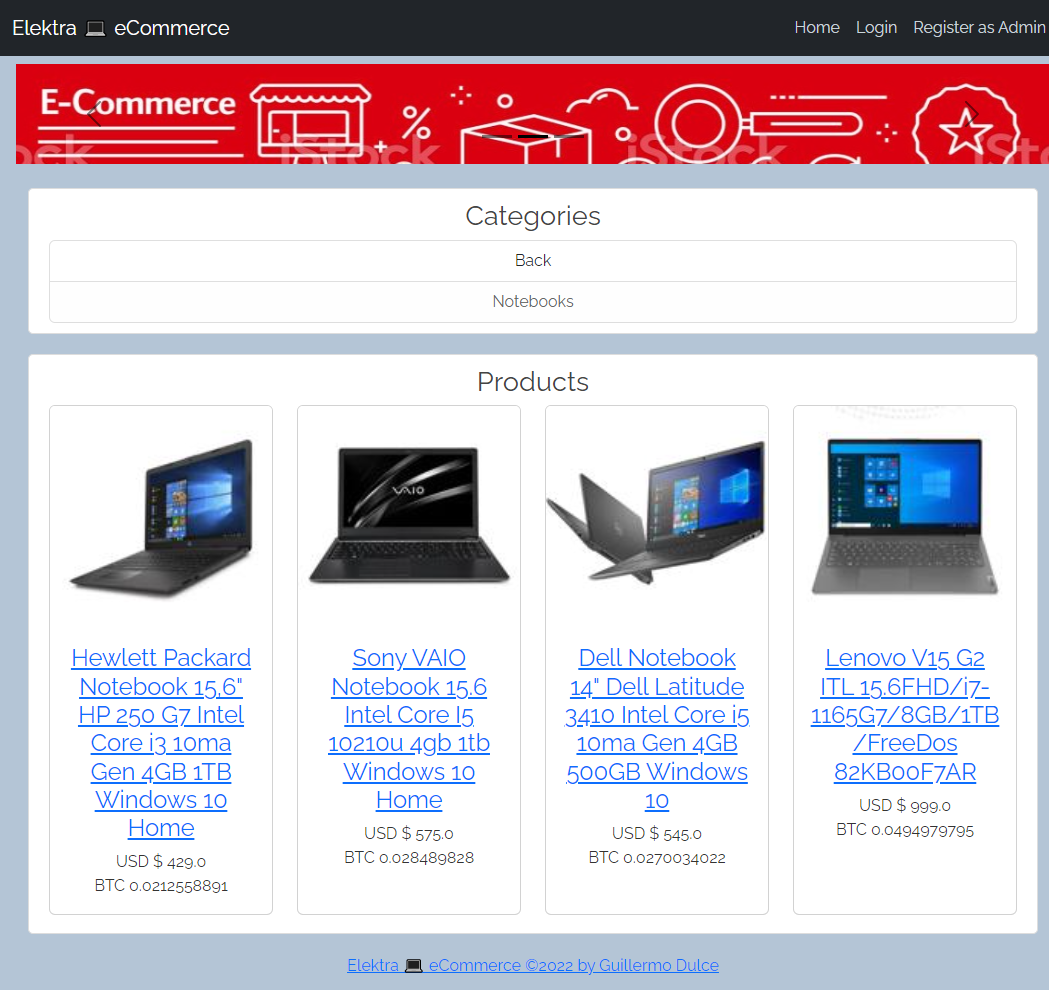 Elektra 💻 eCommerce
Home Login Register as Admin
E-Commerce
iStock iStock iStock
Categories
Back
Notebooks
Products
VAIO
Hewlett Packard
Notebook 15,6"
HP 250 G7 Intel
Core i3 10ma
Gen 4GB 1TB
Windows 10
Home
USD $ 429.0
BTC 0.0212558891
Sony VAIO
Notebook 15.6
Intel Core I5
10210u 4gb 1tb
Windows 10
Home
USD $ 575.0
BTC 0.028489828
Dell Notebook
14" Dell Latitude
3410 Intel Core i5
10ma Gen 4GB
500GB Windows
10
USD $ 545.0
BTC 0.0270034022
Lenovo V15 G2
ITL 15.6FHD/i7-
1165G7/8GB/1TB
/FreeDos
82KB00F7AR
USD $ 999.0
BTC 0.0494979795
Elektra 💻 eCommerce ©2022 by Guillermo Dulce